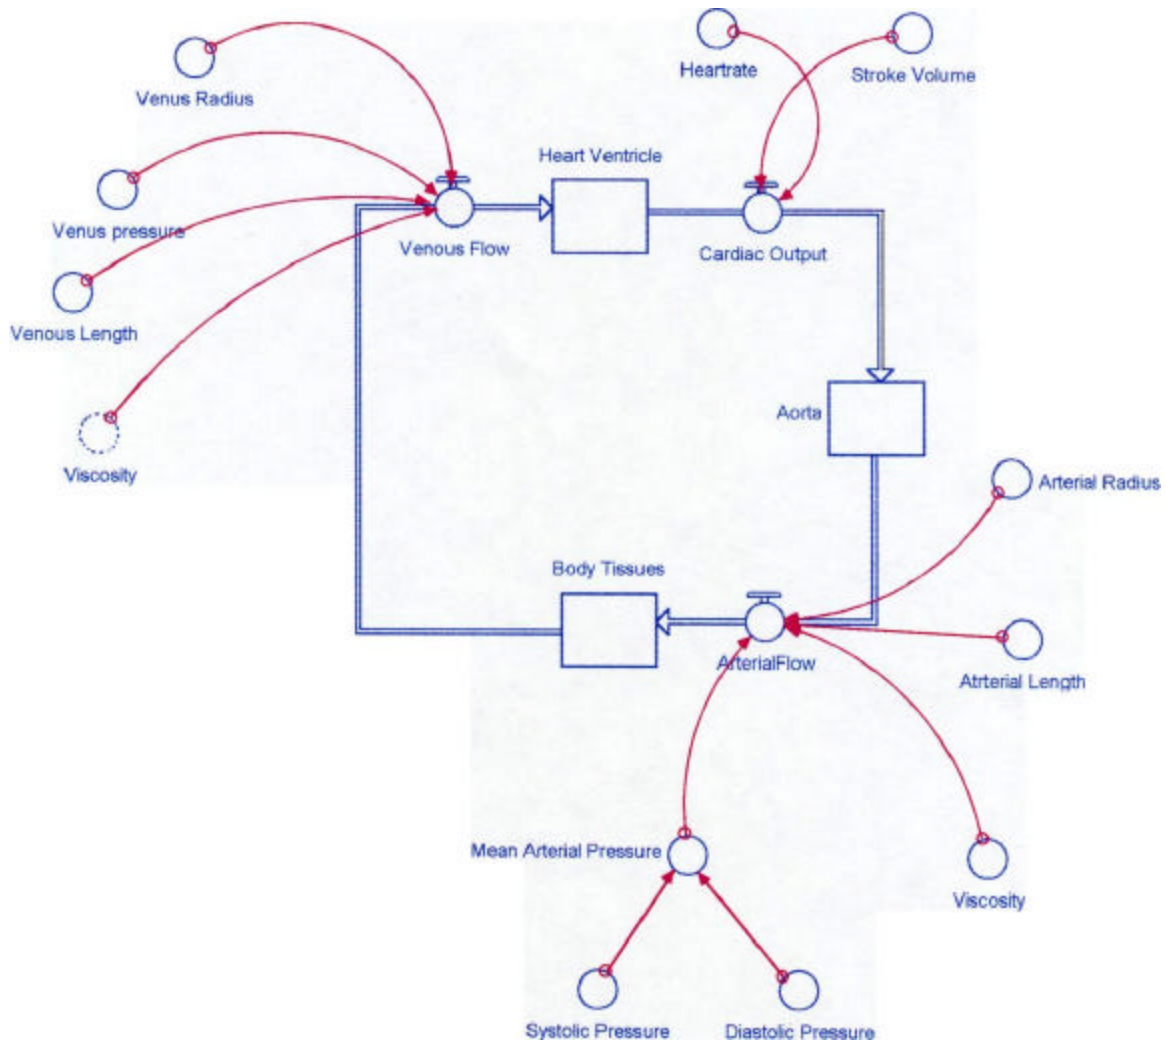 Heartrate
Stroke Volume
Venus Radius
Heart Ventricle
Venus pressure
Venous Flow
Cardiac Output
Venous Length
Aorta
Viscosity
Arterial Radius
Body Tissues
ArterialFlow
Atrterial Length
Mean Arterial Pressure
Viscosity
Systolic Pressure
Diastolic Pressure